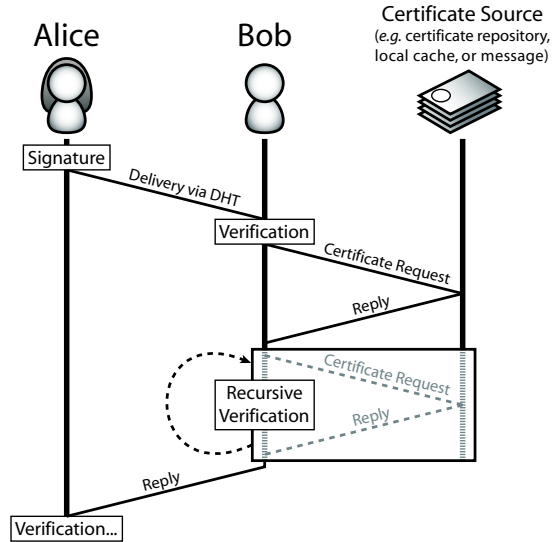 Alice
Bob
Certificate Source
(e.g. certificate repository,
local cache, or message)
Signature
Delivery via DHT
Verification
Certificate Request
Reply
Certificate Request
Recursive
Verification
Reply
Reply
Verification...